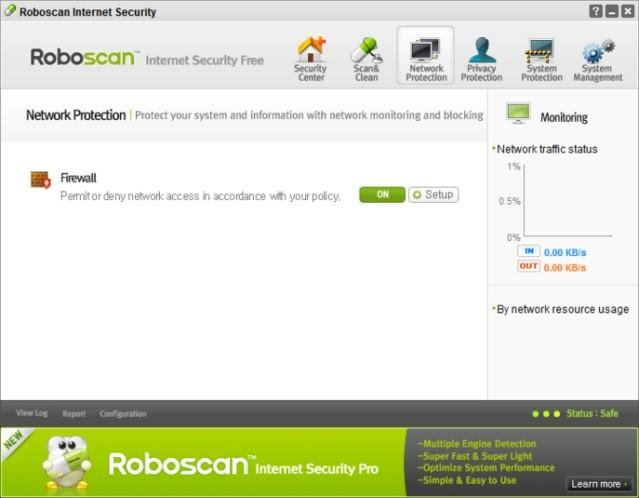 Roboscan Internet Security
Roboscan™ Internet Security Free
Security Center
Scan& Clean
Network Protection
Privacy Protection
System Protection
System Management
Network Protection | Protect your system and information with network monitoring and blocking
Monitoring
Firewall
Permit or deny network access in accordance with your policy,
ON
Setup
Network traffic status
1%
0.5%
0%
IN 0.00 KB/s
OUT 0.00 KB/s
By network resource usage
View Log Report Configuration
Status : Safe
NEW
Roboscan™ Internet Security Pro
-Multiple Engine Detection
-Super Fast & Super Light
-Optimize System Performance
-Simple & Easy to Use
Learn more